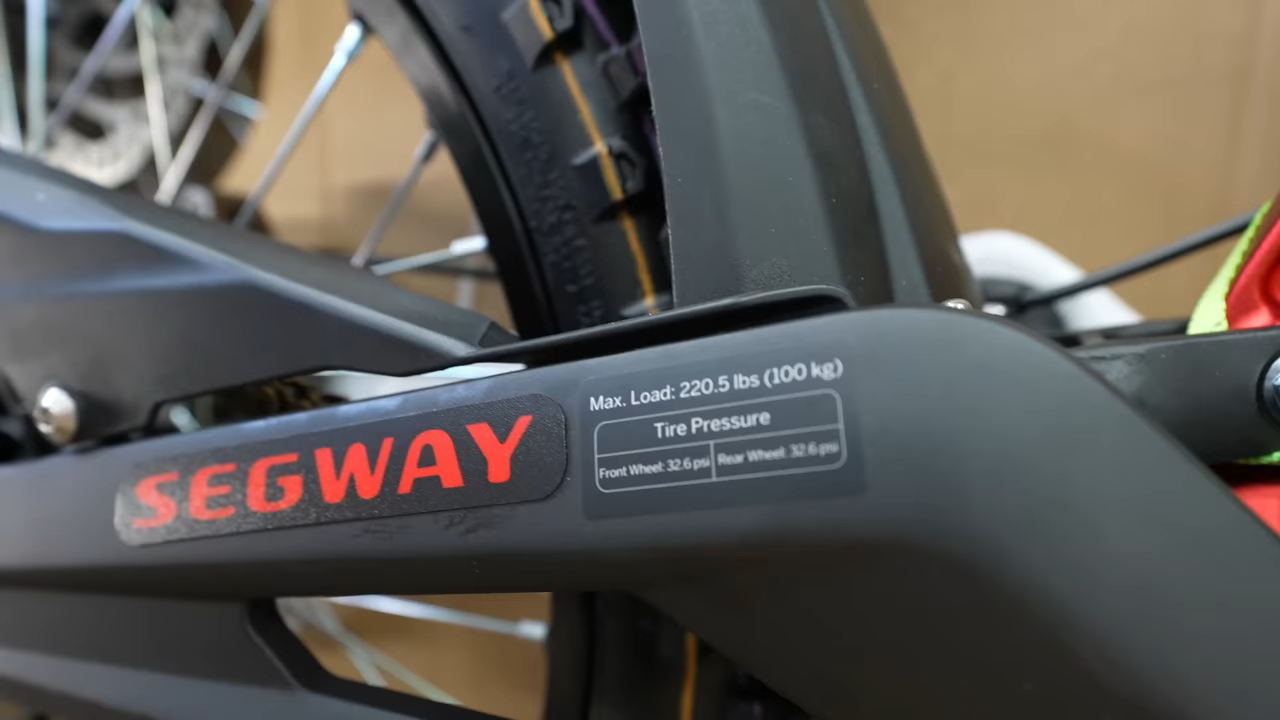 SEGWAY
Max. Load: 220.5 lbs (100 kg)
Tire Pressure
Front Wheel: 32.6 psi
Rear Wheel: 32.6 psi